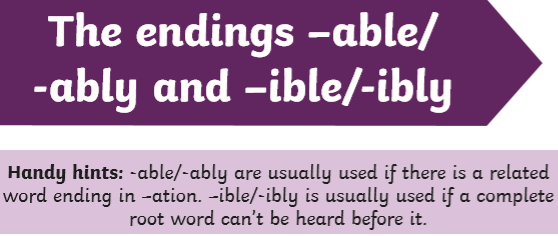 The endings –able/
-ably and –ible/-ibly
Handy hints: -able/-ably are usually used if there is a related
word ending in –ation. –ible/-ibly is usually used if a complete
root word can't be heard before it.